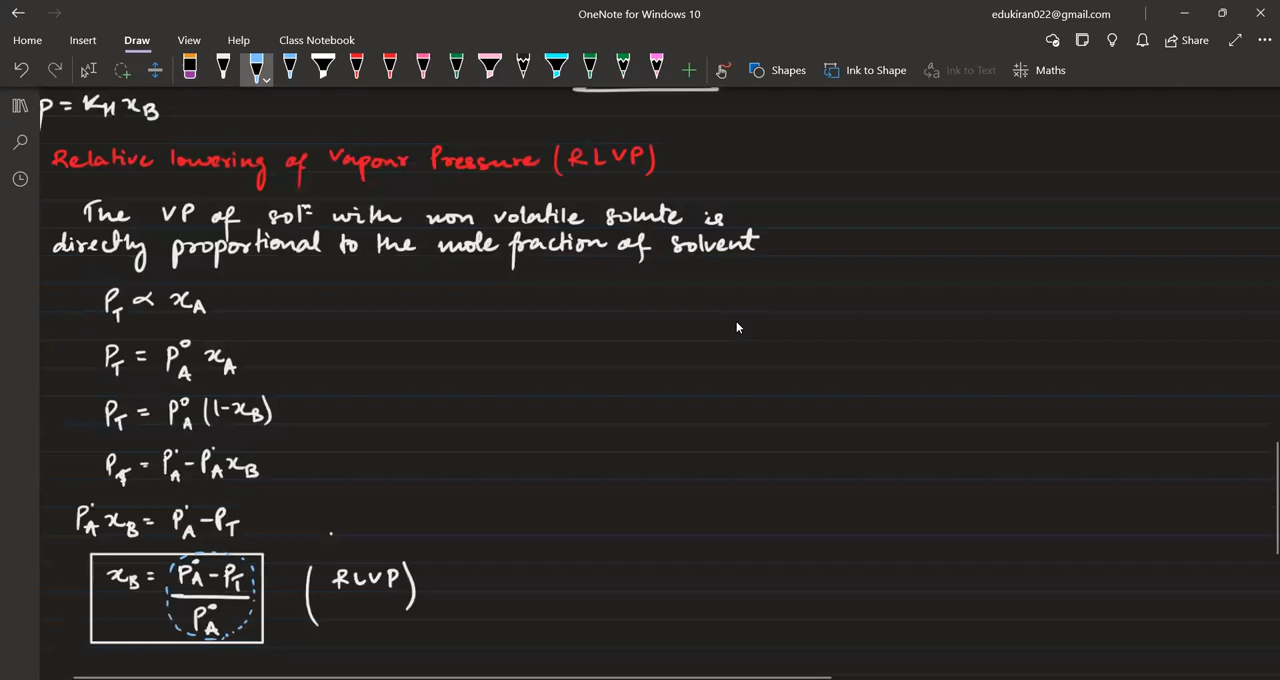 OneNote for Windows 10
edukiran022@gmail.com
Home Insert Draw View Help Class Notebook
Share
Shapes Ink to Shape Ink to Text Maths
P = KH xB
Relative lowering of Vapour Pressure (RLVP)
The VP of solⁿ with non volatile solute is
directly proportional to the mole fraction of solvent
PT ∝ xA
PT = P°A xA
PT = P°A (1-xB)
PT = P°A - P°A xB
P°A xB = P°A - PT
xB = (P°A - PT) / P°A (RLVP)